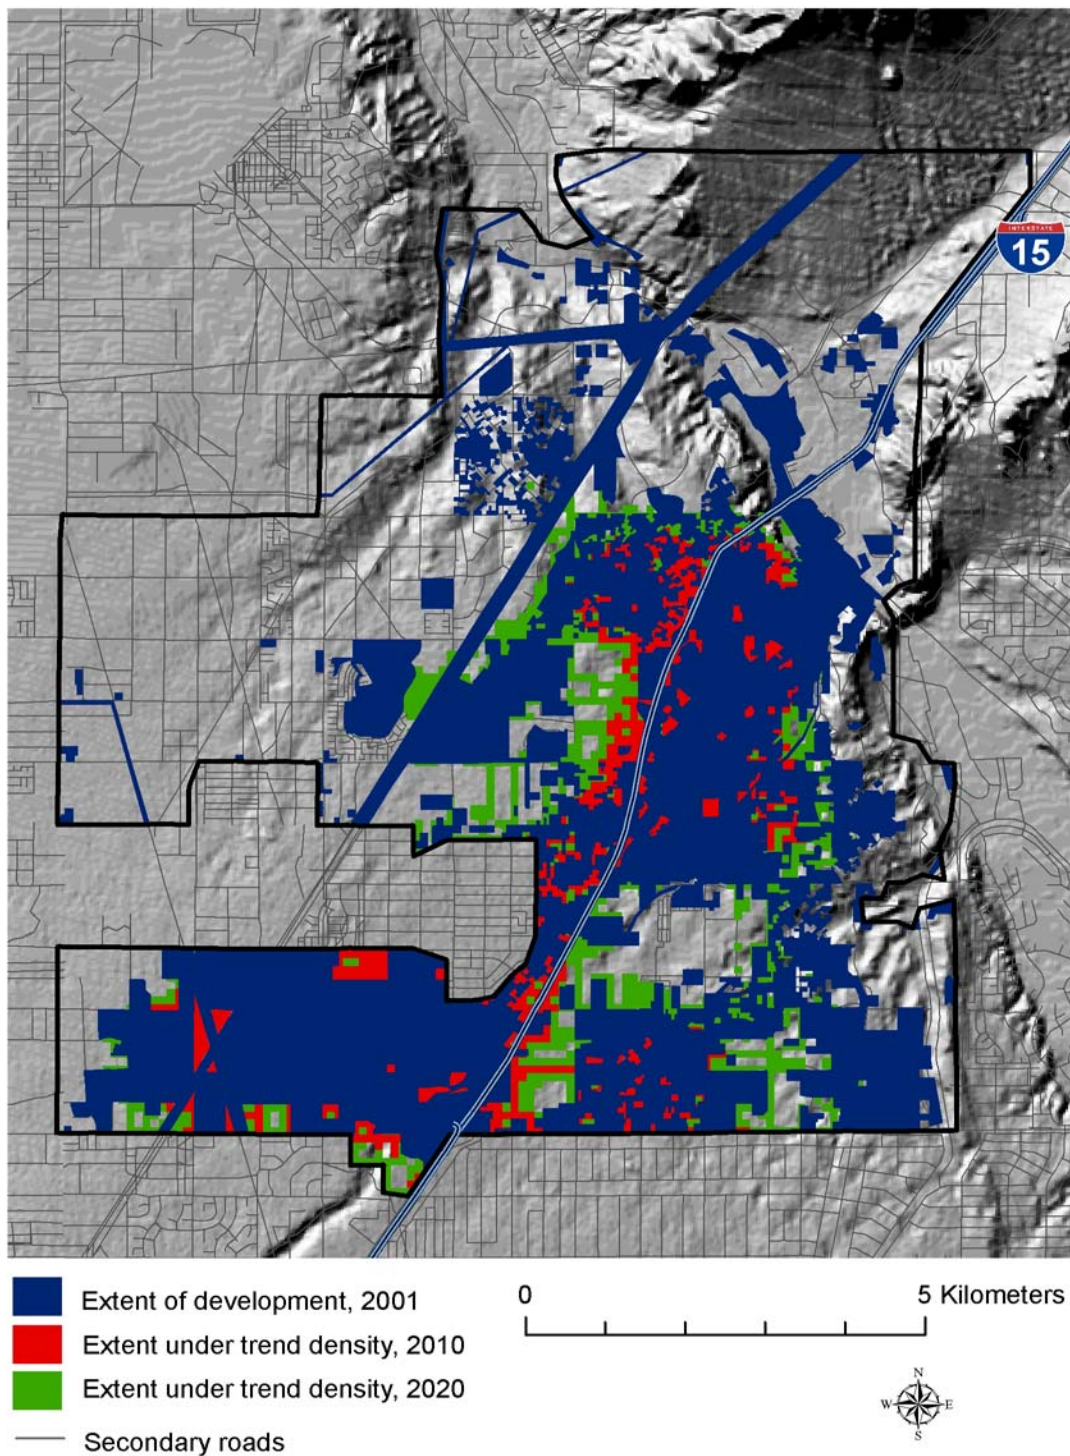 INTERSTATE
15
Extent of development, 2001
Extent under trend density, 2010
Extent under trend density, 2020
Secondary roads
0 5 Kilometers
N
W E
S